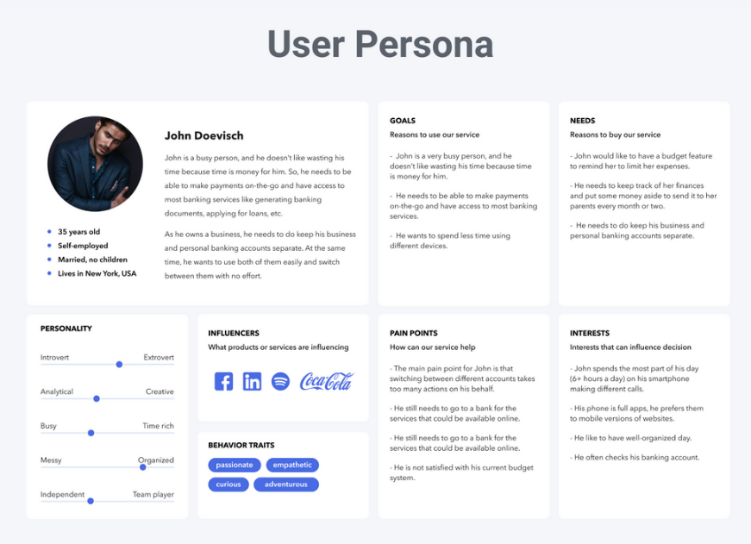 User Persona
John Doevisch
John is a busy person, and he doesn't like wasting his
time because time is money for him. So, he needs to be
able to make payments on-the-go and have access to
most banking services like generating banking
documents, applying for loans, etc.
As he owns a business, he needs to do keep his business
and personal banking accounts separate. At the same
time, he wants to use both of them easily and switch
between them with no effort.
35 years old
Self-employed
Married, no children
Lives in New York, USA
GOALS
Reasons to use our service
- John is a very busy person, and he
doesn't like wasting his time because time
is money for him.
- He needs to be able to make payments
on-the-go and have access to most banking
services.
- He wants to spend less time using
different devices.
NEEDS
Reasons to buy our service
- John would like to have a budget feature
to remind her to limit her expenses.
- He needs to keep track of her finances
and put some money aside to send it to her
parents every month or two.
- He needs to do keep his business and
personal banking accounts separate.
PERSONALITY
Introvert Extrovert
Analytical Creative
Busy Time rich
Messy Organized
Independent Team player
INFLUENCERS
What products or services are influencing
f in Coca-Cola
BEHAVIOR TRAITS
passionate empathetic
curious adventurous
PAIN POINTS
How can our service help
- The main pain point for John is that
switching between different accounts takes
too many actions on his behalf.
- He still needs to go to a bank for the
services that could be available online.
- He still needs to go to a bank for the
services that could be available online.
- He is not satisfied with his current budget
system.
INTERESTS
Interests that can influence decision
- John spends the most part of his day
(6+ hours a day) on his smartphone
making different calls.
- His phone is full apps, he prefers them
to mobile versions of websites.
- He like to have well-organized day.
- He often checks his banking account.